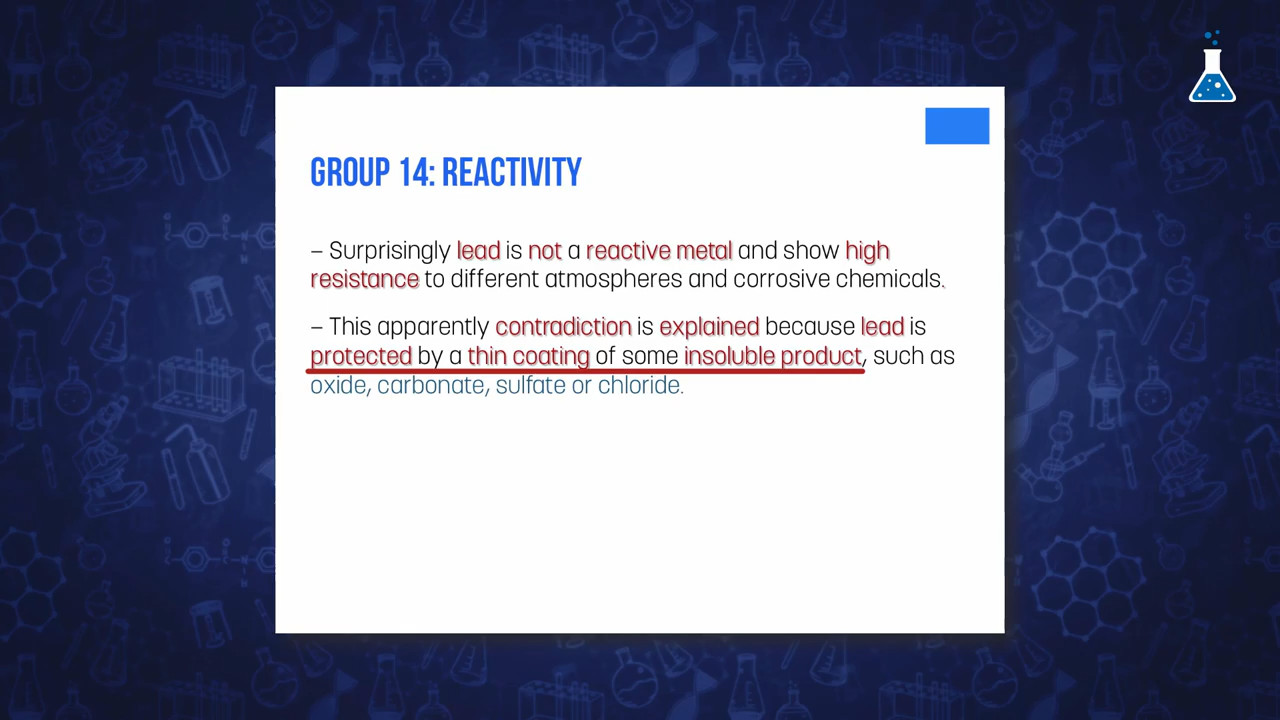 GROUP 14: REACTIVITY
– Surprisingly lead is not a reactive metal and show high
resistance to different atmospheres and corrosive chemicals.
– This apparently contradiction is explained because lead is
protected by a thin coating of some insoluble product, such as
oxide, carbonate, sulfate or chloride.